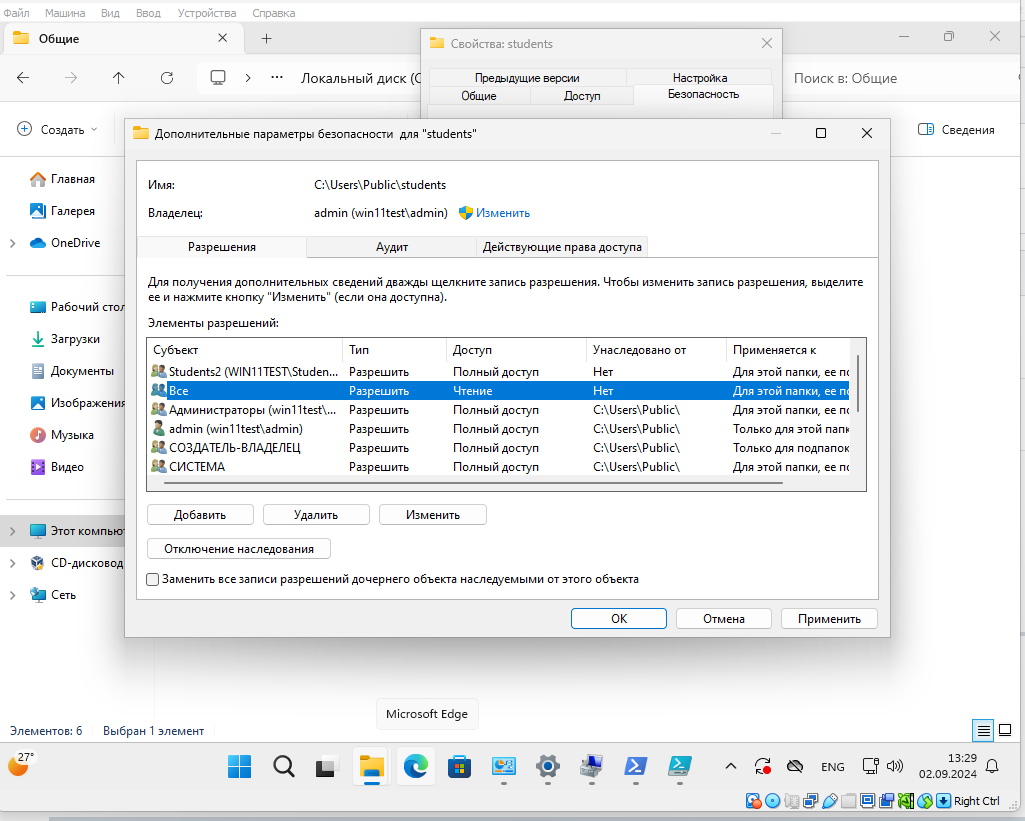 Файл Машина Вид Ввод Устройства Справка
Общие
Свойства: students
Локальный диск (C
Поиск в: Общие
Предыдущие версии Настройка
Общие Доступ Безопасность
Создать
Сведения
Дополнительные параметры безопасности для "students"
Имя: C:\Users\Public\students
Владелец: admin (win11test\admin) Изменить
Разрешения Аудит Действующие права доступа
Для получения дополнительных сведений дважды щелкните запись разрешения. Чтобы изменить запись разрешения, выделите
ее и нажмите кнопку "Изменить" (если она доступна).
Элементы разрешений:
Субъект Тип Доступ Унаследовано от Применяется к
Students2 (WIN11TEST\Studen... Разрешить Полный доступ Нет Для этой папки, ее по
Все Разрешить Чтение Нет Для этой папки, ее по
Администраторы (win11test\... Разрешить Полный доступ C:\Users\Public\ Для этой папки, ее по
admin (win11test\admin) Разрешить Полный доступ C:\Users\Public\ Только для этой папк
СОЗДАТЕЛЬ-ВЛАДЕЛЕЦ Разрешить Полный доступ C:\Users\Public\ Только для подпапок
СИСТЕМА Разрешить Полный доступ C:\Users\Public\ Для этой папки, ее по
Добавить Удалить Изменить
Отключение наследования
Заменить все записи разрешений дочернего объекта наследуемыми от этого объекта
OK Отмена Применить
Главная
Галерея
OneDrive
Рабочий стол
Загрузки
Документы
Изображения
Музыка
Видео
Этот компьют
CD-дисковод
Сеть
Microsoft Edge
Элементов: 6 Выбран 1 элемент
27°
ENG
13:29
02.09.2024
Right Ctrl